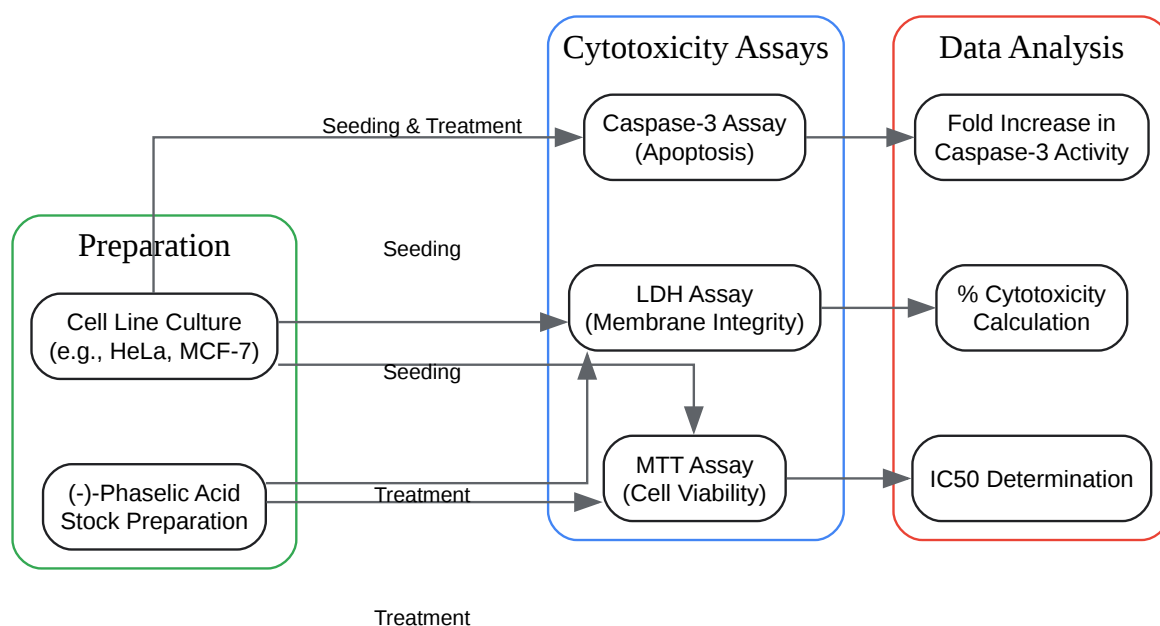 Cytotoxicity Assays
Data Analysis
Seeding & Treatment
Caspase-3 Assay
(Apoptosis)
Fold Increase in
Caspase-3 Activity
Preparation
Seeding
Cell Line Culture
(e.g., HeLa, MCF-7)
LDH Assay
(Membrane Integrity)
% Cytotoxicity
Calculation
Seeding
(-)-Phaselic Acid
Stock Preparation
Treatment
MTT Assay
(Cell Viability)
IC50 Determination
Treatment